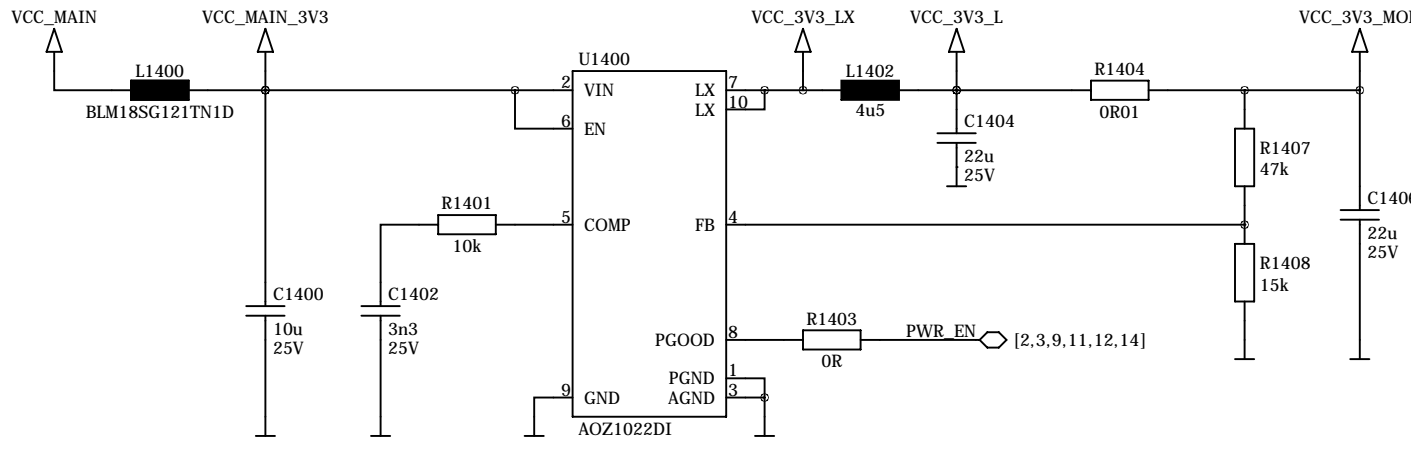 VCC_MAIN
VCC_MAIN_3V3
VCC_3V3_LX
VCC_3V3_L
VCC_3V3_MO
U1400
L1400
BLM18SG121TN1D
2
VIN
LX
7
LX
10
L1402
4u5
R1404
0R01
6
EN
C1404
22u
25V
R1407
47k
R1401
10k
5
COMP
FB
4
C1406
22u
25V
R1408
15k
C1400
10u
25V
C1402
3n3
25V
PGOOD
8
R1403
0R
PWR_EN
[2,3,9,11,12,14]
PGND
1
9
GND
AGND
3
AOZ1022DI